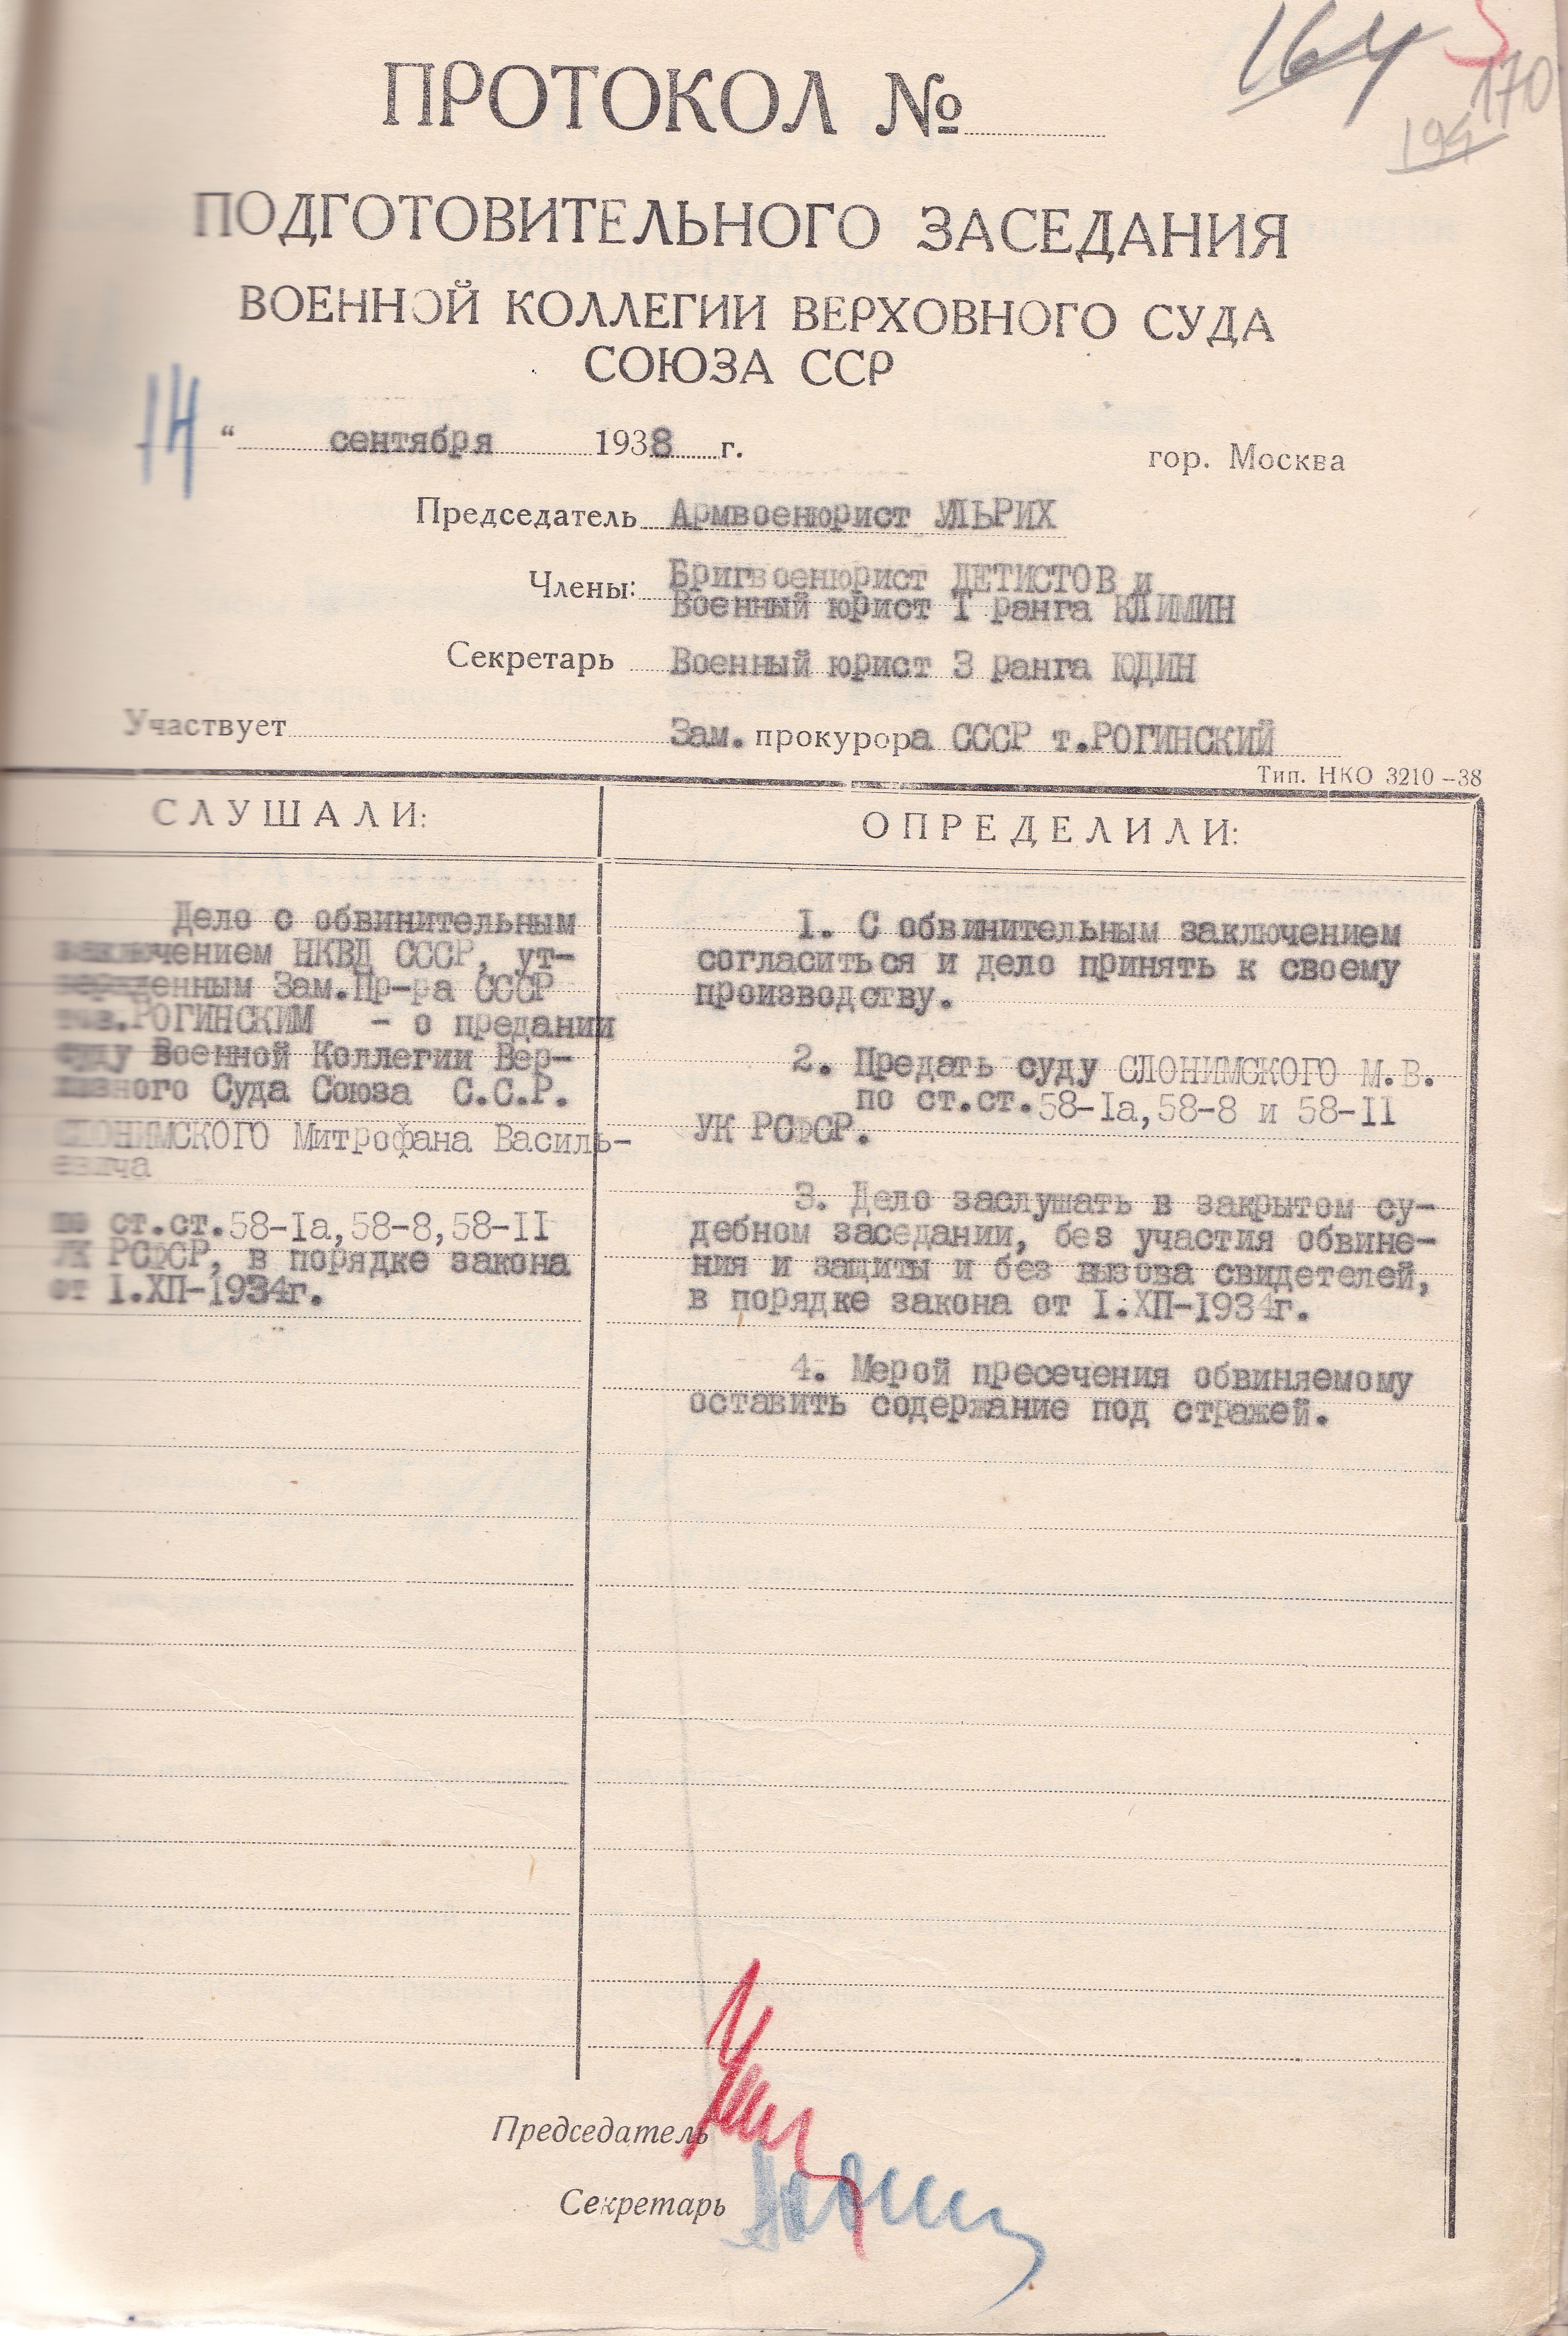 164
170
194
ПРОТОКОЛ №
ПОДГОТОВИТЕЛЬНОГО ЗАСЕДАНИЯ
ВОЕННОЙ КОЛЛЕГИИ ВЕРХОВНОГО СУДА
СОЮЗА ССР
14 “ сентября 1938 г.
гор. Москва
Председатель Армвоенюрист УЛЬРИХ
Члены: Бригвоенюрист ДЕТИСТОВ и
Военный юрист I ранга КЛИМИН
Секретарь Военный юрист 3 ранга ЮДИН
Участвует Зам. прокурора СССР т.РОГИНСКИЙ
Тип. НКО 3210–38
СЛУШАЛИ:
Дело с обвинительным
заключением НКВД СССР, ут-
вержденным Зам.Пр-ра СССР
тов.РОГИНСКИМ - о предании
суду Военной Коллегии Вер-
ховного Суда Союза С.С.Р.
СЛОНИМСКОГО Митрофана Василь-
евича
по ст.ст.58-Iа,58-8,58-II
УК РСФСР, в порядке закона
от I.XII-1934г.
ОПРЕДЕЛИЛИ:
I. С обвинительным заключением
согласиться и дело принять к своему
производству.
2. Предать суду СЛОНИМСКОГО М.В.
по ст.ст.58-Iа,58-8 и 58-II
УК РСФСР.
3. Дело заслушать в закрытом су-
дебном заседании, без участия обвине-
ния и защиты и без вызова свидетелей,
в порядке закона от I.XII-1934г.
4. Мерой пресечения обвиняемому
оставить содержание под стражей.
Председатель
Секретарь